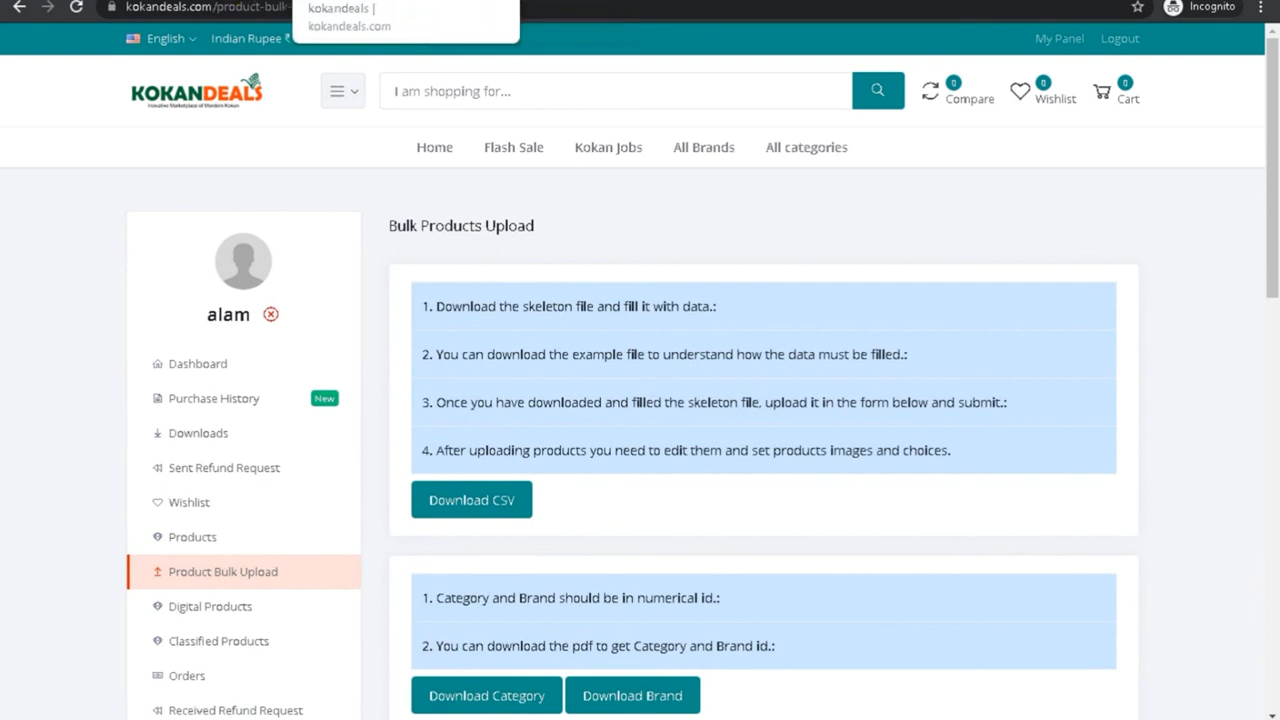 kokandeals.com/product-bulk-
kokandeals |
kokandeals.com
Incognito
English
Indian Rupee ₹
My Panel
Logout
KOKANDEALS
Inovative Marketplace of Mordern Kokan
I am shopping for...
0
Compare
0
Wishlist
0
Cart
Home
Flash Sale
Kokan Jobs
All Brands
All categories
alam
Dashboard
Purchase History
New
Downloads
Sent Refund Request
Wishlist
Products
Product Bulk Upload
Digital Products
Classified Products
Orders
Received Refund Request
Bulk Products Upload
1. Download the skeleton file and fill it with data.:
2. You can download the example file to understand how the data must be filled.:
3. Once you have downloaded and filled the skeleton file, upload it in the form below and submit.:
4. After uploading products you need to edit them and set products images and choices.
Download CSV
1. Category and Brand should be in numerical id.:
2. You can download the pdf to get Category and Brand id.:
Download Category
Download Brand